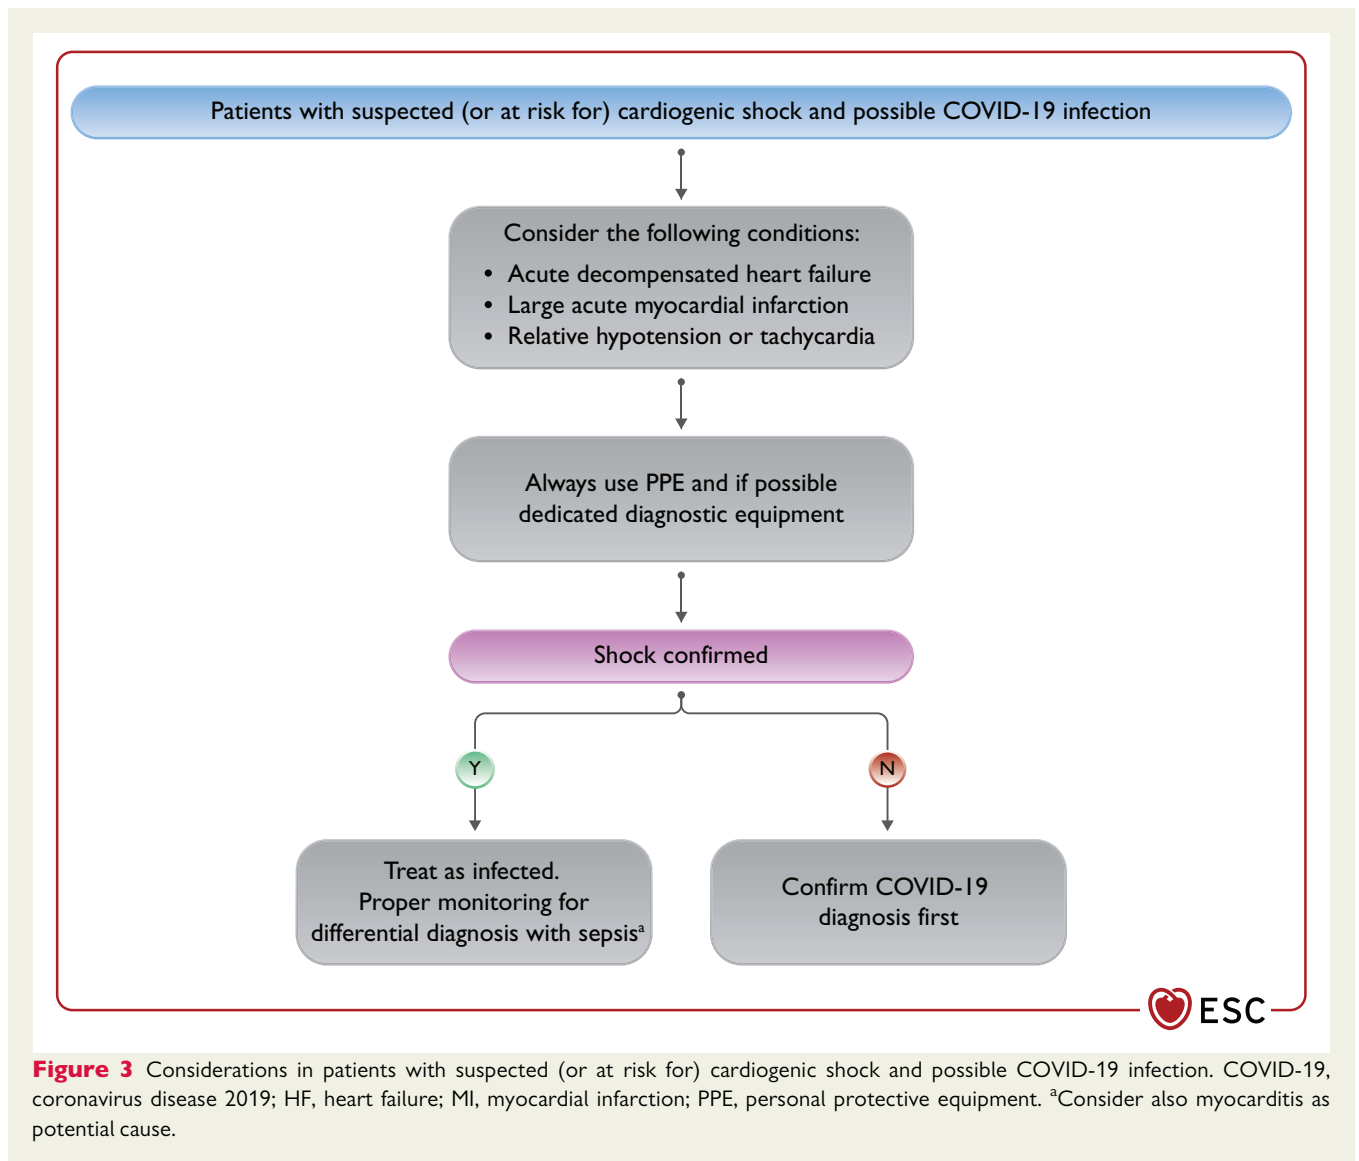 Patients with suspected (or at risk for) cardiogenic shock and possible COVID-19 infection
Consider the following conditions:
• Acute decompensated heart failure
• Large acute myocardial infarction
• Relative hypotension or tachycardia
Always use PPE and if possible
dedicated diagnostic equipment
Shock confirmed
Y
N
Treat as infected.
Proper monitoring for
differential diagnosis with sepsisᵃ
Confirm COVID-19
diagnosis first
ESC
Figure 3 Considerations in patients with suspected (or at risk for) cardiogenic shock and possible COVID-19 infection. COVID-19,
coronavirus disease 2019; HF, heart failure; MI, myocardial infarction; PPE, personal protective equipment. ᵃConsider also myocarditis as
potential cause.